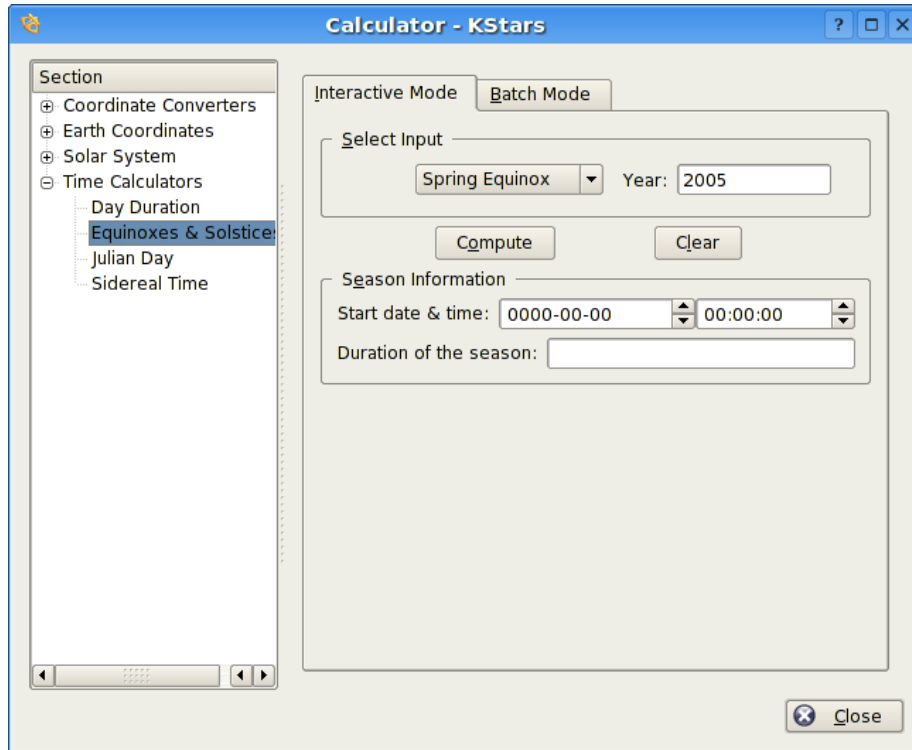 Calculator - KStars
Section
Coordinate Converters
Earth Coordinates
Solar System
Time Calculators
Day Duration
Equinoxes & Solstices
Julian Day
Sidereal Time
Interactive Mode
Batch Mode
Select Input
Spring Equinox
Year: 2005
Compute
Clear
Season Information
Start date & time: 0000-00-00 00:00:00
Duration of the season:
Close